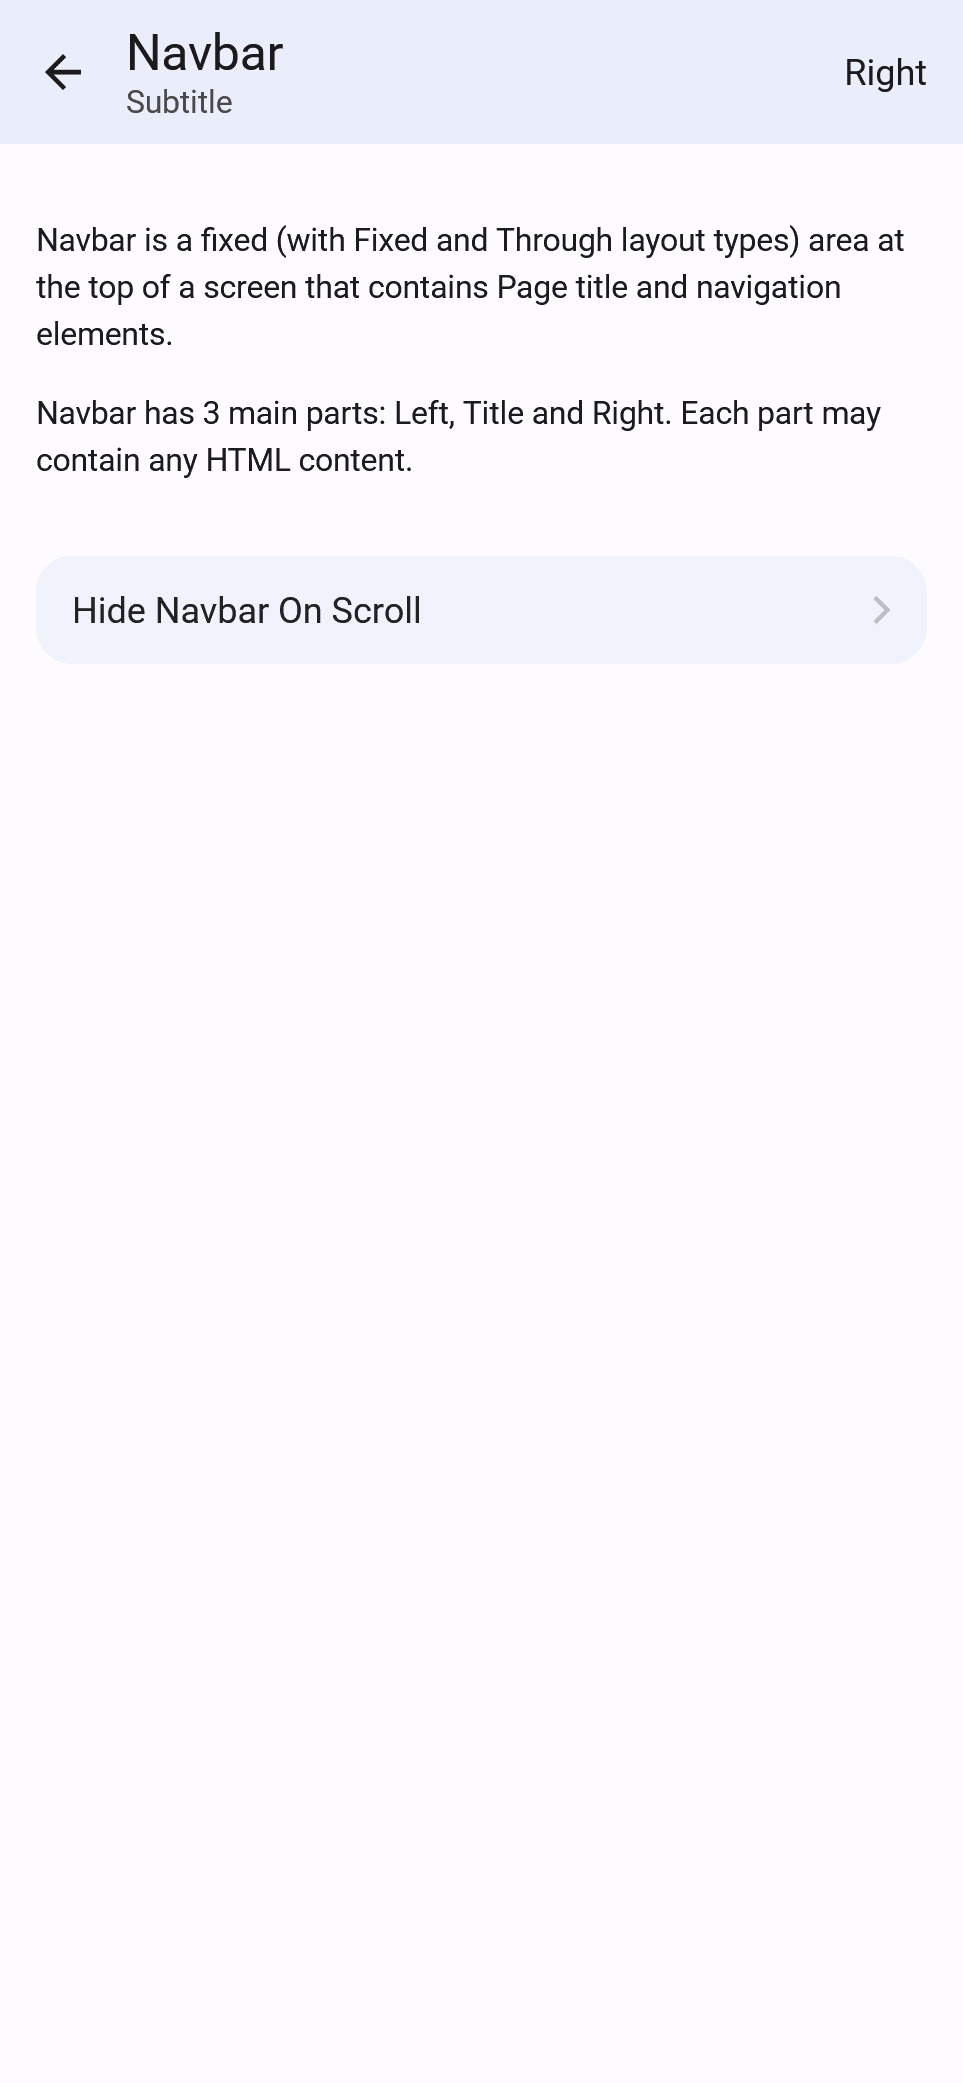 Navbar
Subtitle
Right
Navbar is a fixed (with Fixed and Through layout types) area at
the top of a screen that contains Page title and navigation
elements.
Navbar has 3 main parts: Left, Title and Right. Each part may
contain any HTML content.
Hide Navbar On Scroll